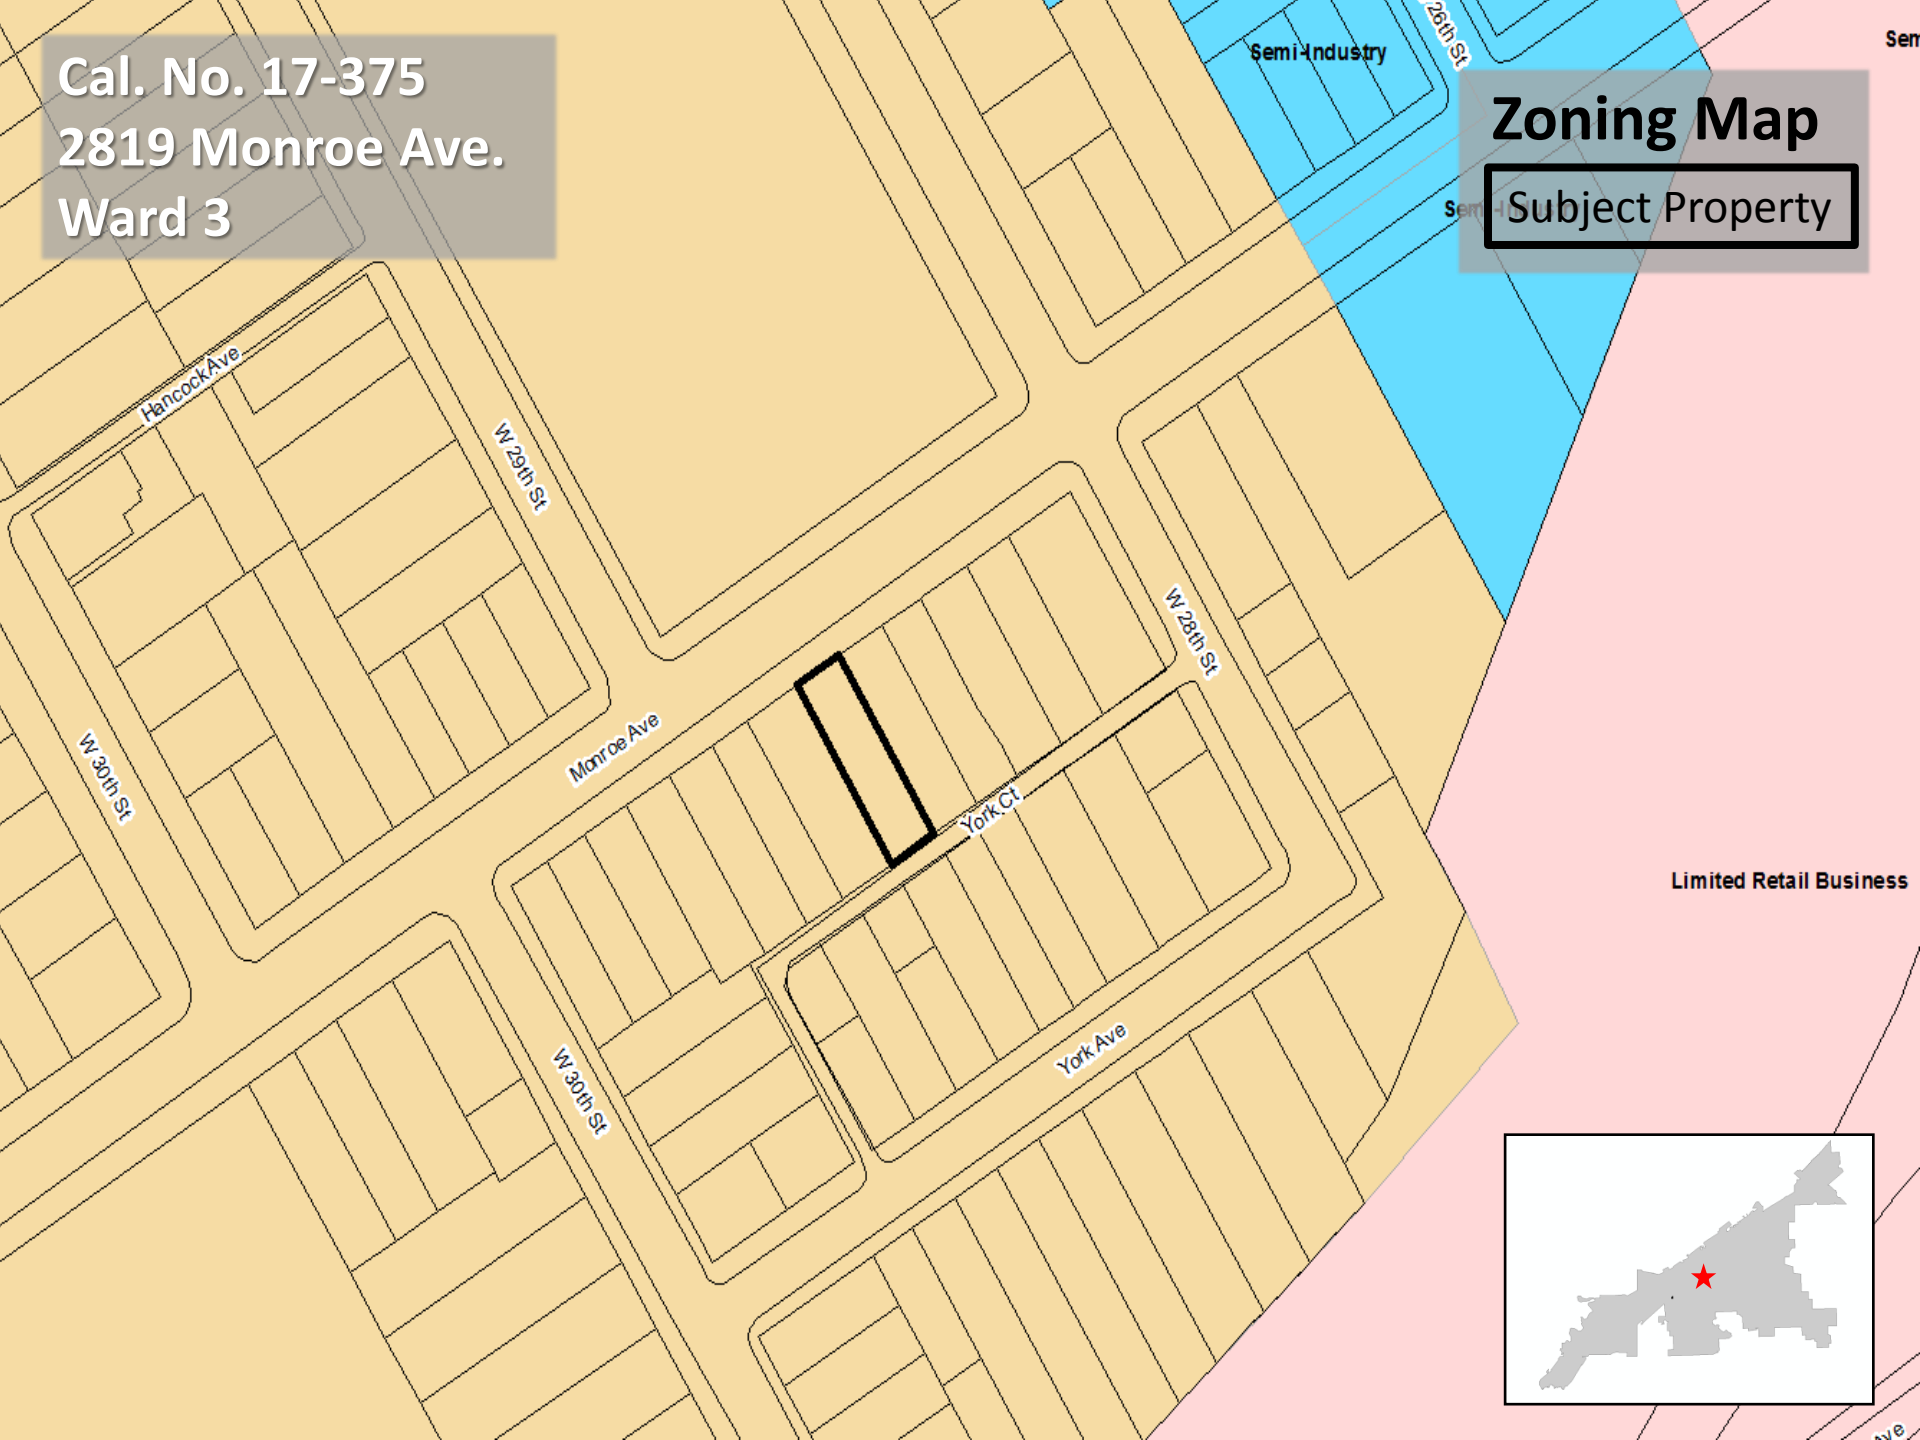 Cal. No. 17-375
2819 Monroe Ave.
Ward 3
Semi-Industry
26th St
Zoning Map
Subject Property
Hancock Ave
W 29th St
W 28th St
Monroe Ave
W 30th St
York Ct
Limited Retail Business
York Ave
W 30th St
Ave